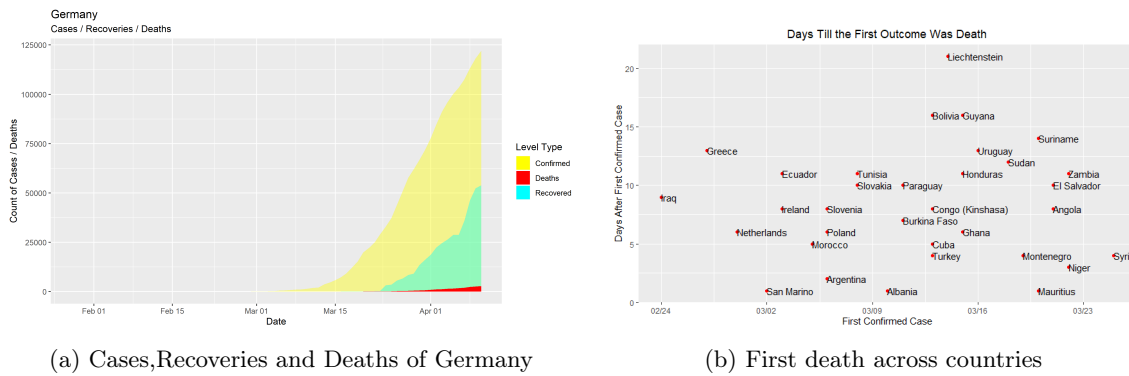 Germany
Cases / Recoveries / Deaths
125000
100000
75000
50000
25000
0
Count of Cases / Deaths
Feb 01
Feb 15
Mar 01
Mar 15
Apr 01
Date
Level Type
Confirmed
Deaths
Recovered
(a) Cases,Recoveries and Deaths of Germany
Days Till the First Outcome Was Death
20
15
10
5
0
Days After First Confirmed Case
Liechtenstein
Bolivia
Guyana
Suriname
Greece
Uruguay
Sudan
Ecuador
Tunisia
Honduras
Zambia
Slovakia
Paraguay
El Salvador
Iraq
Ireland
Slovenia
Congo (Kinshasa)
Angola
Burkina Faso
Netherlands
Poland
Ghana
Morocco
Cuba
Turkey
Montenegro
Syri
Niger
Argentina
San Marino
Albania
Mauritius
02/24
03/02
03/09
03/16
03/23
First Confirmed Case
(b) First death across countries